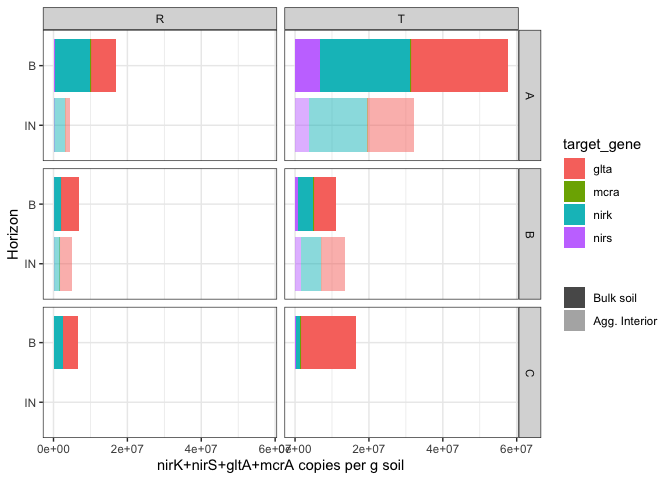 R
T
B
IN
A
B
IN
B
B
IN
C
Horizon
0e+00
2e+07
4e+07
6e+07
0e+00
2e+07
4e+07
6e+07
nirK+nirS+gltA+mcrA copies per g soil
target_gene
glta
mcra
nirk
nirs
Bulk soil
Agg. Interior